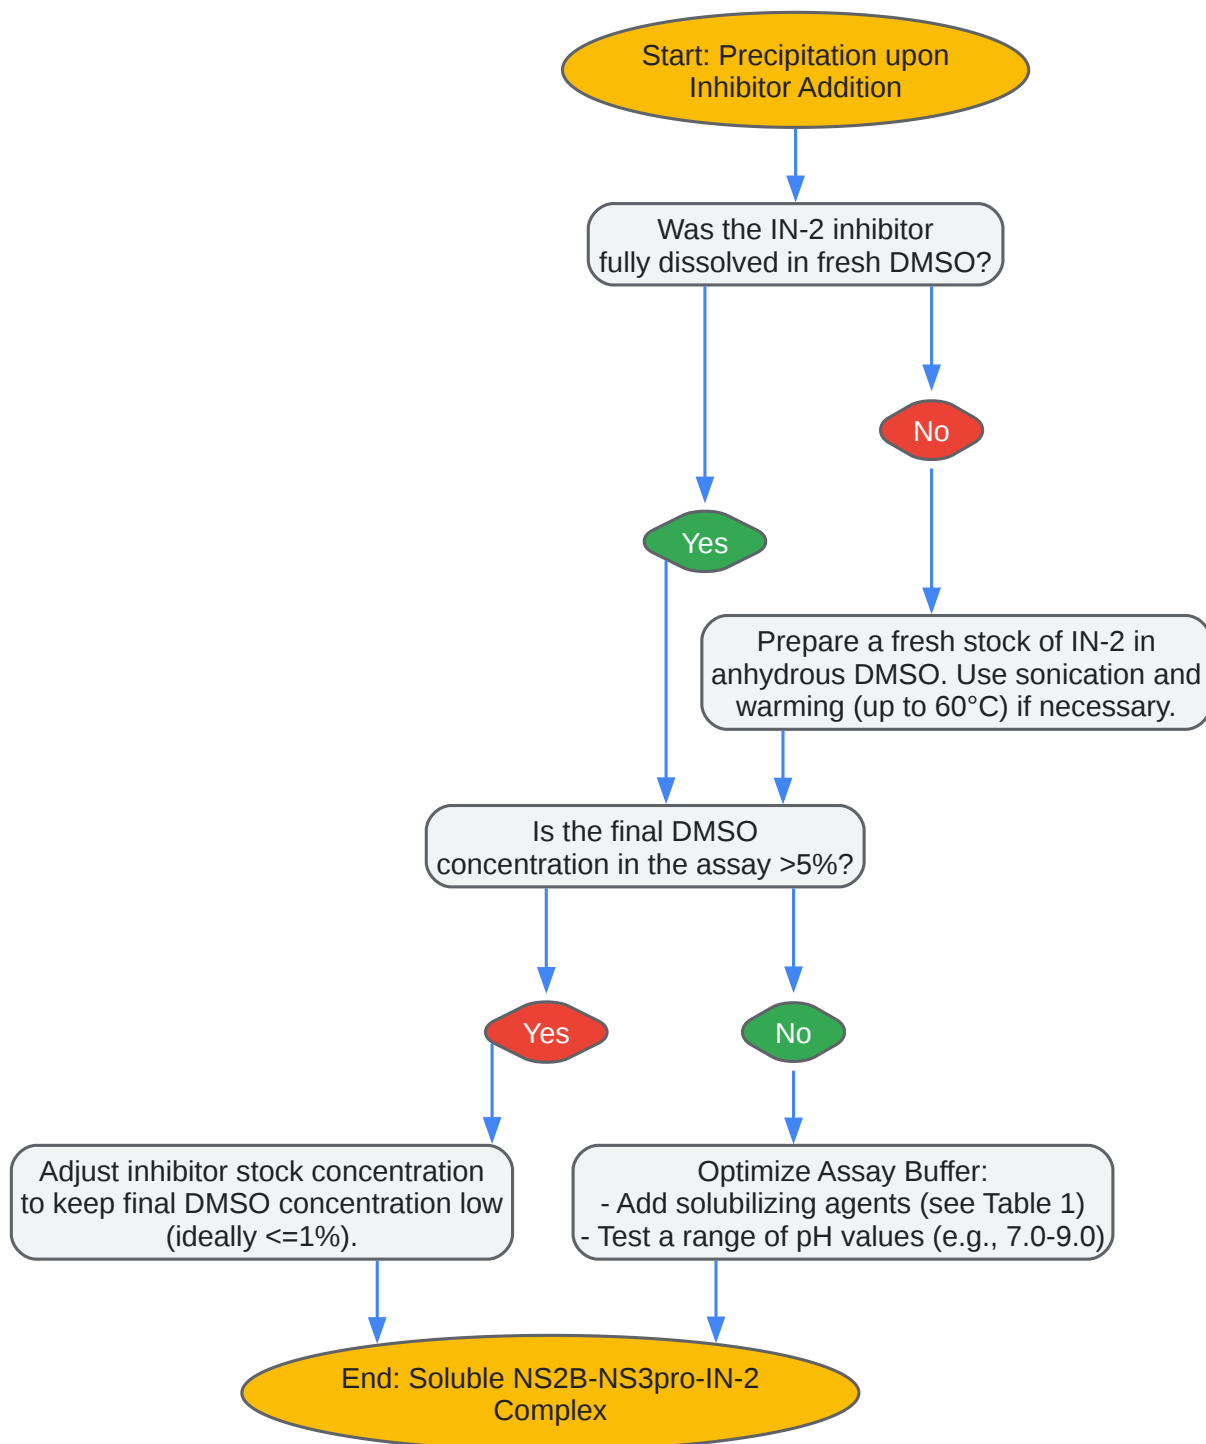 Start: Precipitation upon
Inhibitor Addition
Was the IN-2 inhibitor
fully dissolved in fresh DMSO?
No
Yes
Prepare a fresh stock of IN-2 in
anhydrous DMSO. Use sonication and
warming (up to 60°C) if necessary.
Is the final DMSO
concentration in the assay >5%?
Yes
No
Adjust inhibitor stock concentration
to keep final DMSO concentration low
(ideally <=1%).
Optimize Assay Buffer:
- Add solubilizing agents (see Table 1)
- Test a range of pH values (e.g., 7.0-9.0)
End: Soluble NS2B-NS3pro-IN-2
Complex